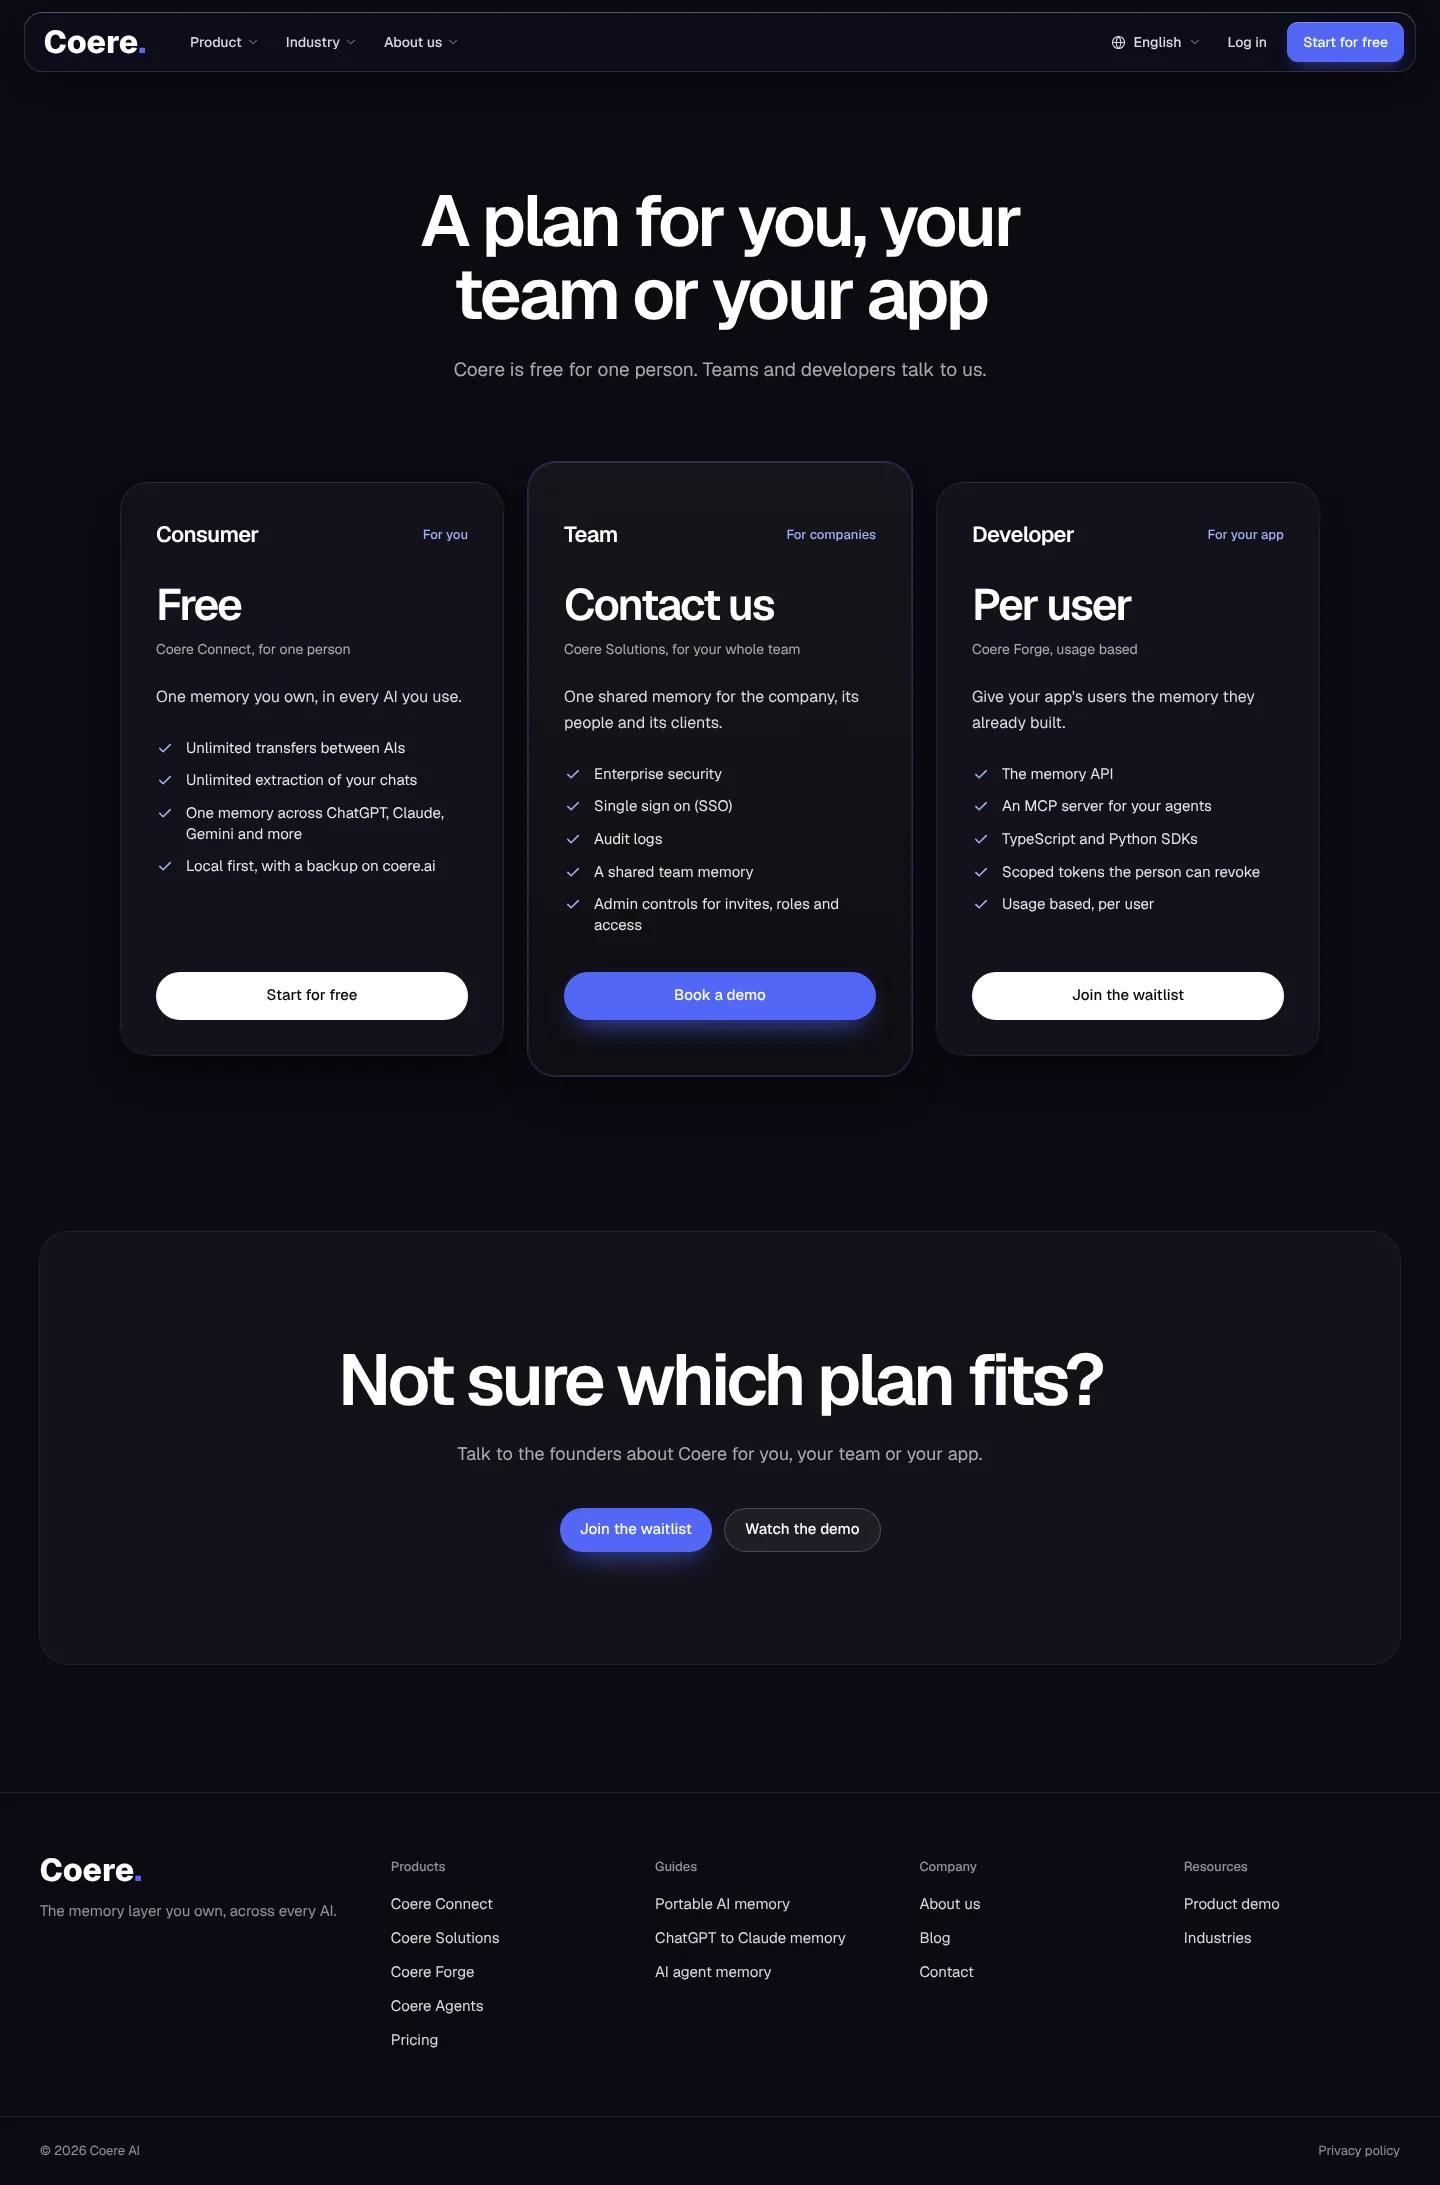 Coere.
Product
Industry
About us
English
Log in
Start for free
A plan for you, your
team or your app
Coere is free for one person. Teams and developers talk to us.
Consumer
For you
Free
Coere Connect, for one person
One memory you own, in every AI you use.
Unlimited transfers between AIs
Unlimited extraction of your chats
One memory across ChatGPT, Claude,
Gemini and more
Local first, with a backup on coere.ai
Start for free
Team
For companies
Contact us
Coere Solutions, for your whole team
One shared memory for the company, its
people and its clients.
Enterprise security
Single sign on (SSO)
Audit logs
A shared team memory
Admin controls for invites, roles and
access
Book a demo
Developer
For your app
Per user
Coere Forge, usage based
Give your app's users the memory they
already built.
The memory API
An MCP server for your agents
TypeScript and Python SDKs
Scoped tokens the person can revoke
Usage based, per user
Join the waitlist
Not sure which plan fits?
Talk to the founders about Coere for you, your team or your app.
Join the waitlist
Watch the demo
Coere.
The memory layer you own, across every AI.
Products
Coere Connect
Coere Solutions
Coere Forge
Coere Agents
Pricing
Guides
Portable AI memory
ChatGPT to Claude memory
AI agent memory
Company
About us
Blog
Contact
Resources
Product demo
Industries
© 2026 Coere AI
Privacy policy